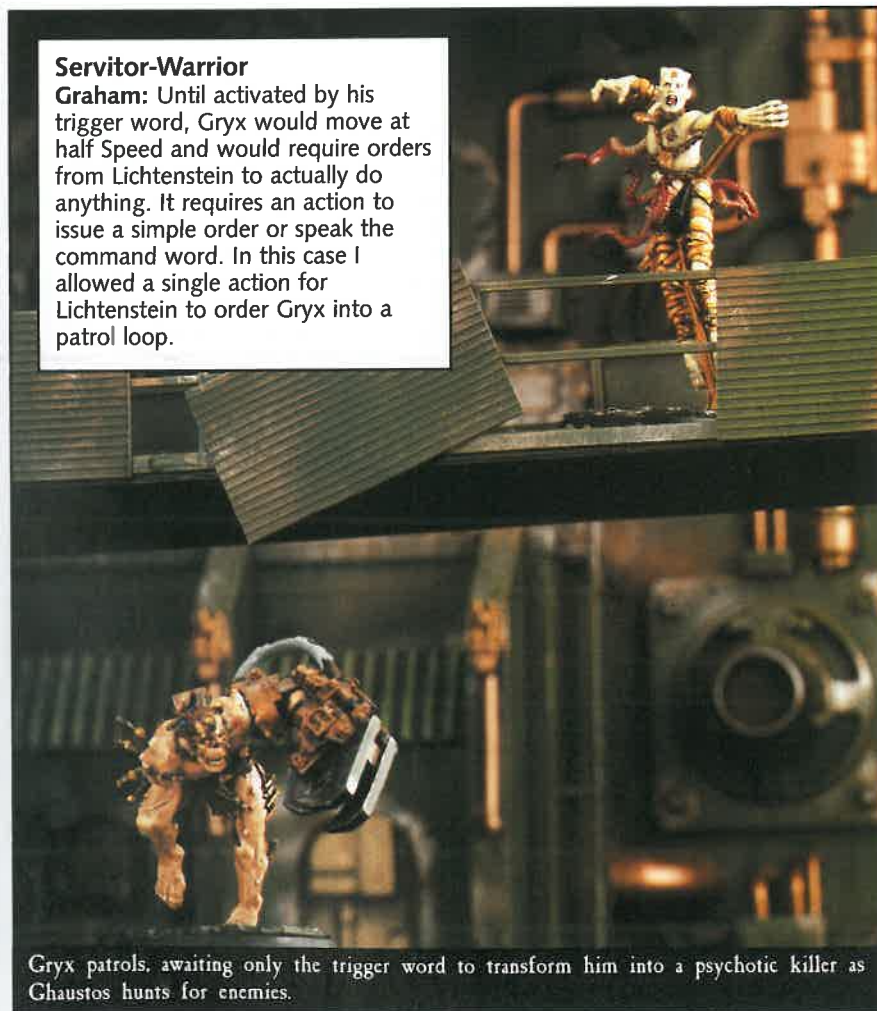 Servitor-Warrior
Graham: Until activated by his
trigger word, Gryx would move at
half Speed and would require orders
from Lichtenstein to actually do
anything. It requires an action to
issue a simple order or speak the
command word. In this case I
allowed a single action for
Lichtenstein to order Gryx into a
patrol loop.
Gryx patrols, awaiting only the trigger word to transform him into a psychotic killer as
Ghaustos hunts for enemies.